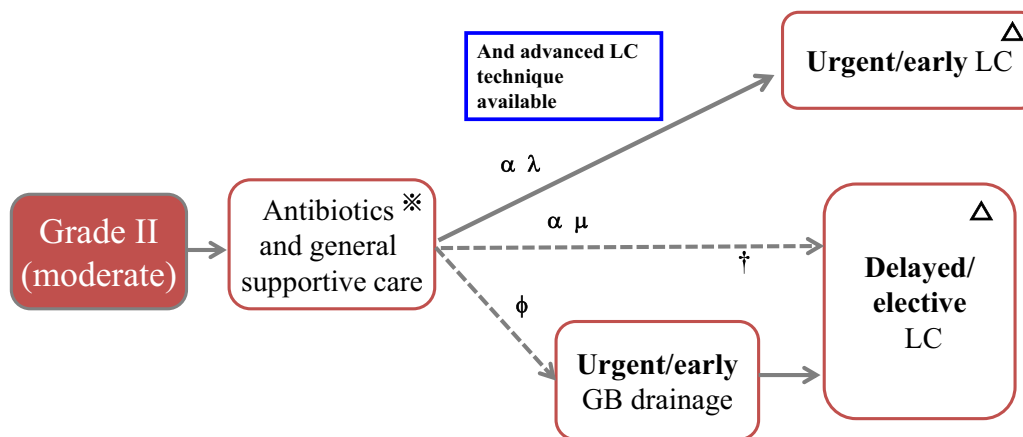 And advanced LC
technique
available
△
Urgent/early LC
α λ
Grade II
(moderate)
Antibiotics ※
and general
supportive care
α μ
†
△
Delayed/
elective
LC
ϕ
Urgent/early
GB drainage